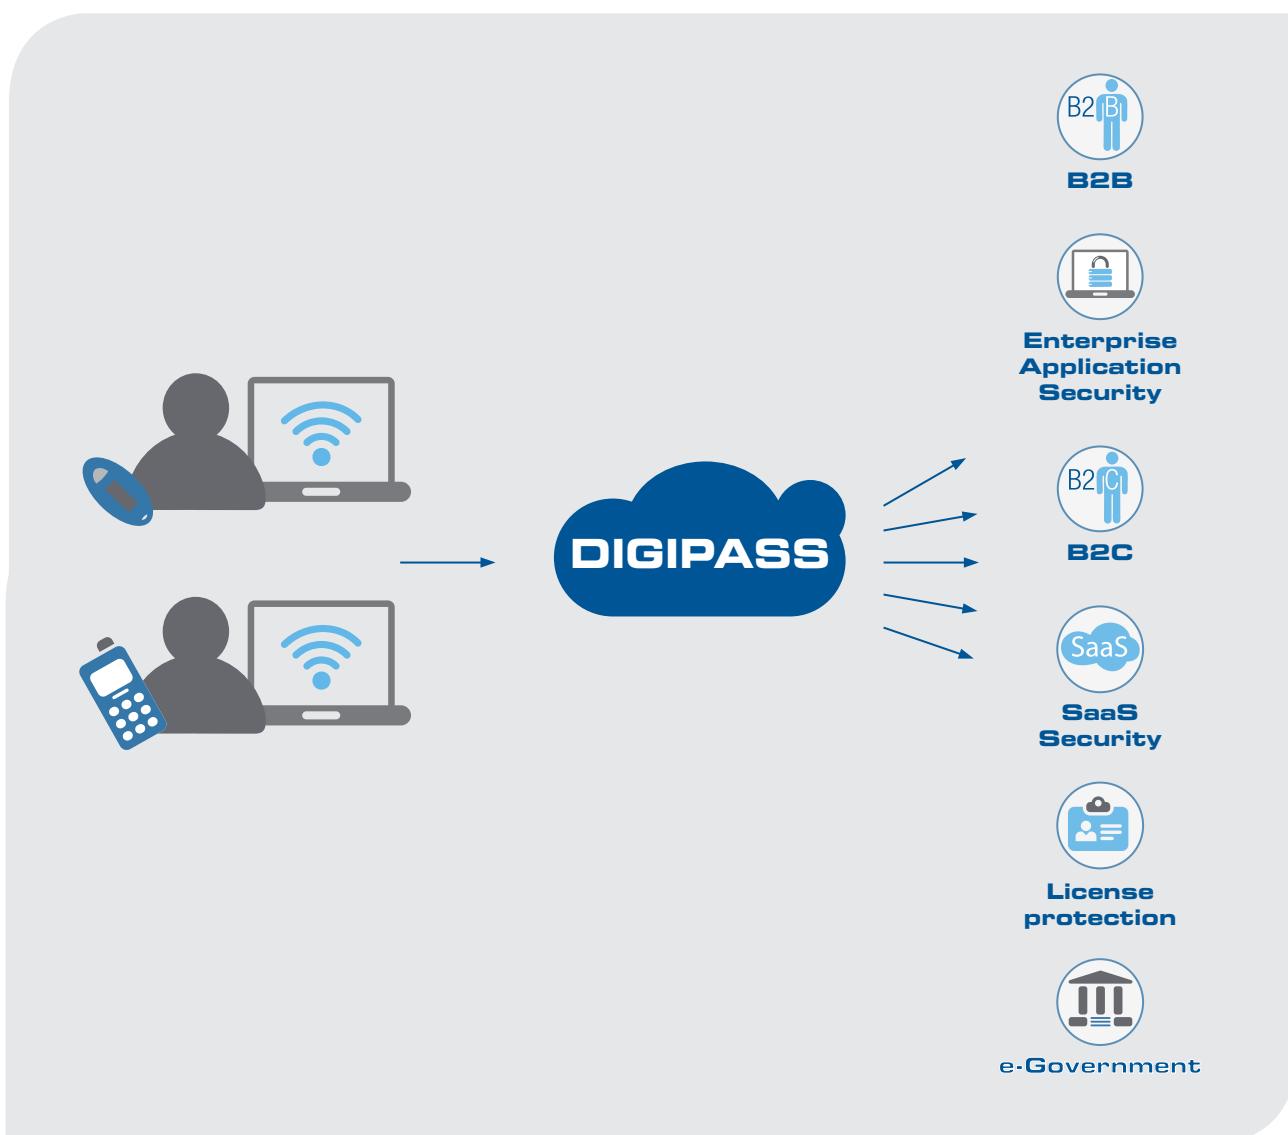 B2B
B2B
Enterprise
Application
Security
B2C
B2C
DIGIPASS
SaaS
SaaS
Security
License
protection
e-Government